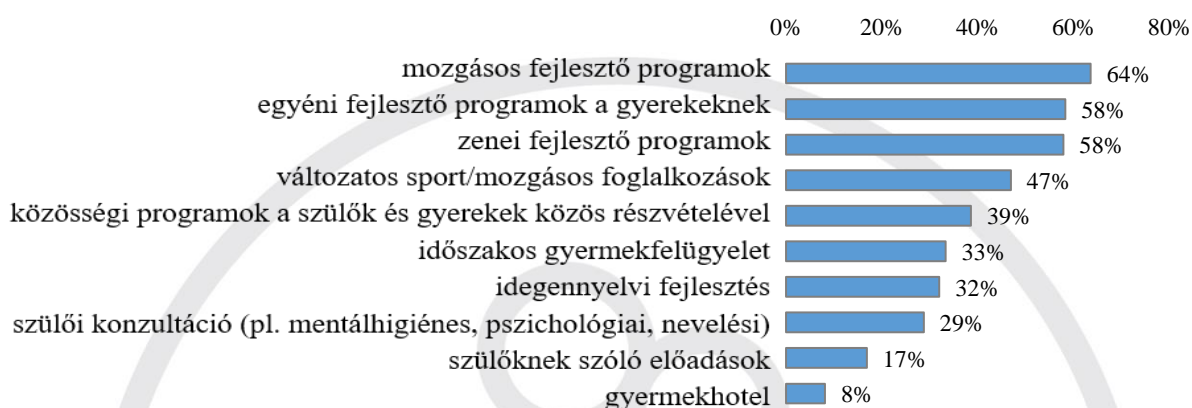 0% 20% 40% 60% 80%
mozgásos fejlesztő programok 64%
egyéni fejlesztő programok a gyerekeknek 58%
zenei fejlesztő programok 58%
változatos sport/mozgásos foglalkozások 47%
közösségi programok a szülők és gyerekek közös részvételével 39%
időszakos gyermekfelügyelet 33%
idegennyelvi fejlesztés 32%
szülői konzultáció (pl. mentálhigiénes, pszichológiai, nevelési) 29%
szülőknek szóló előadások 17%
gyermekhotel 8%